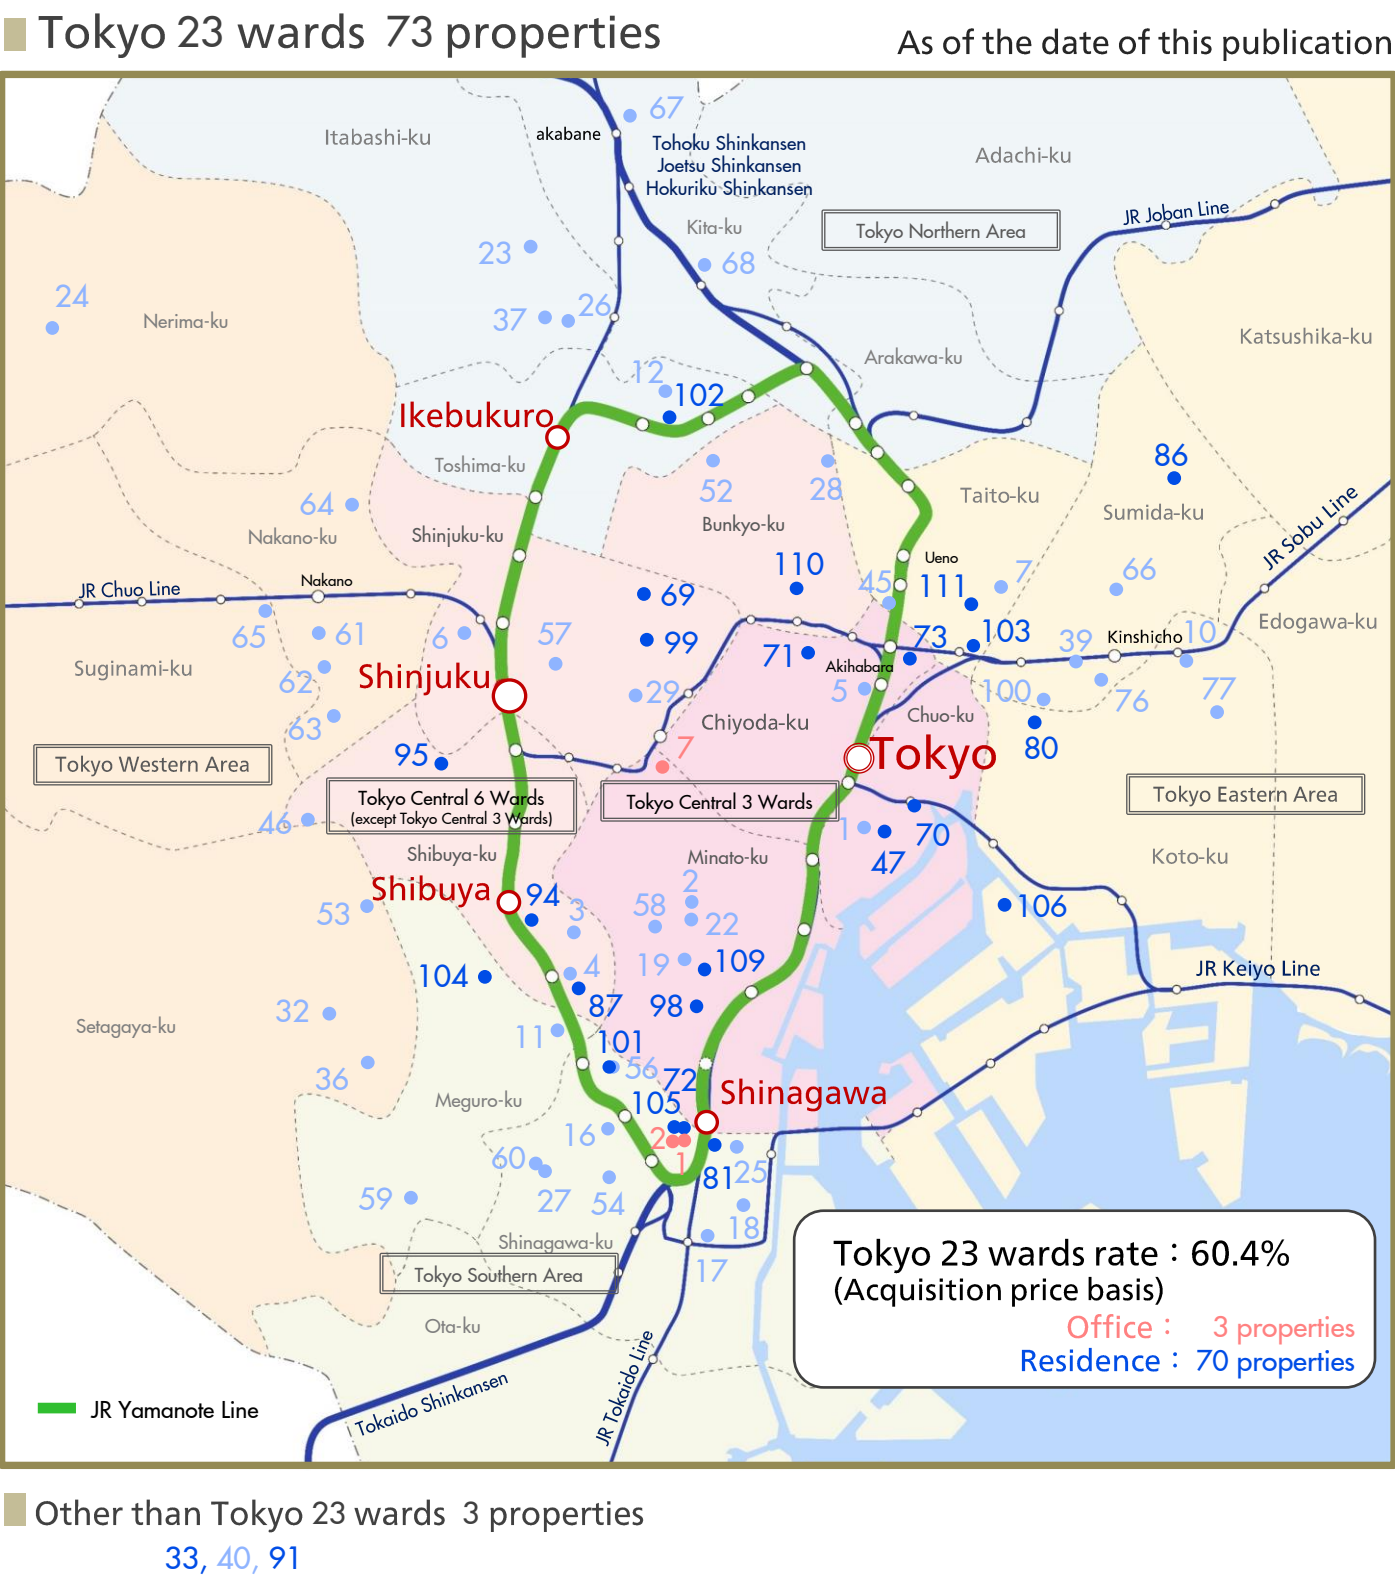 Tokyo 23 wards 73 properties
As of the date of this publication
67
akabane
Itabashi-ku
Tohoku Shinkansen
Joetsu Shinkansen
Hokuriku Shinkansen
Adachi-ku
JR Joban Line
Kita-ku
Tokyo Northern Area
23
68
24
26
37
Nerima-ku
Katsushika-ku
Arakawa-ku
12
102
Ikebukuro
Toshima-ku
86
52
28
64
Taito-ku
Sumida-ku
Bunkyo-ku
Shinjuku-ku
Nakano-ku
JR Sobu Line
Ueno
110
7
66
45
111
JR Chuo Line
Nakano
69
65
61
6
57
99
71
73
103
39
Kinshicho
10
Edogawa-ku
Suginami-ku
62
Shinjuku
29
Akihabara
5
100
76
77
63
Chiyoda-ku
Chuo-ku
95
7
Tokyo
80
Tokyo Western Area
Tokyo Central 6 Wards
(except Tokyo Central 3 Wards)
Tokyo Central 3 Wards
Tokyo Eastern Area
46
1
47
70
Shibuya-ku
Minato-ku
Koto-ku
Shibuya
94
3
58
2
22
53
106
104
4
19
109
JR Keiyo Line
87
98
32
Setagaya-ku
11
101
56
72
36
Shinagawa
Meguro-ku
105
16
2
1
60
81
25
59
27
54
18
Shinagawa-ku
17
Tokyo Southern Area
Ota-ku
Tokyo 23 wards rate : 60.4%
(Acquisition price basis)
Office : 3 properties
Residence : 70 properties
JR Yamanote Line
Tokaido Shinkansen
JR Tokaido Line
Other than Tokyo 23 wards 3 properties
33, 40, 91